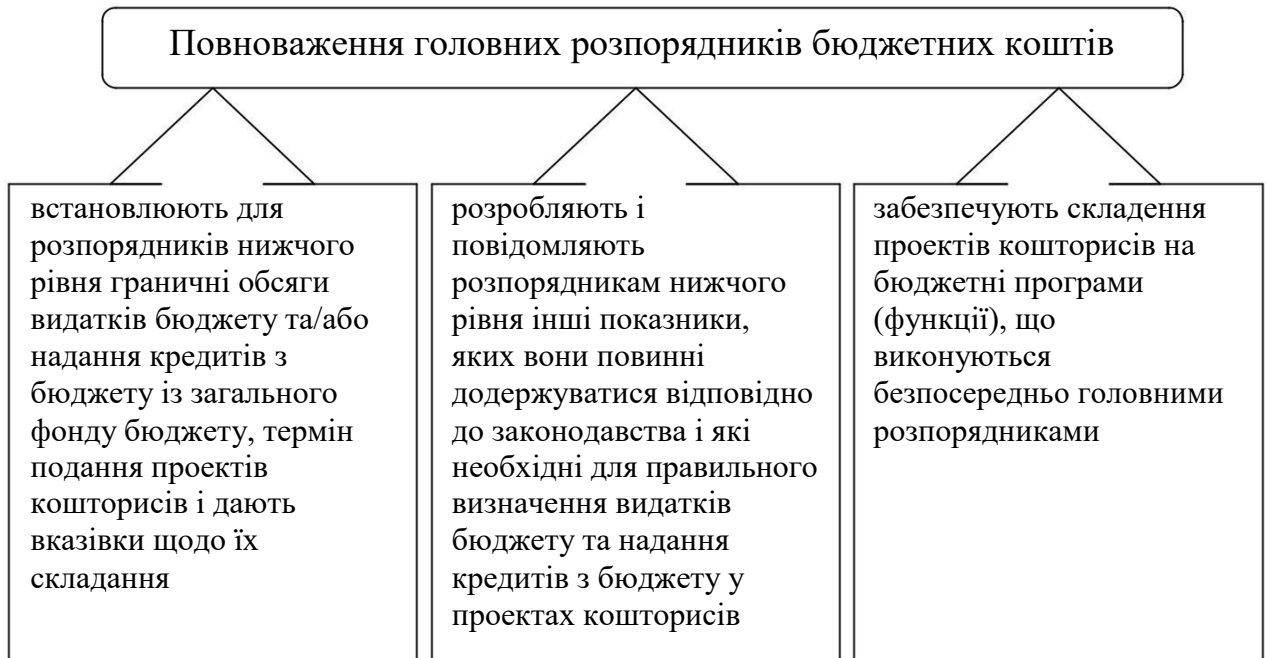 Повноваження головних розпорядників бюджетних коштів
встановлюють для
розпорядників нижчого
рівня граничні обсяги
видатків бюджету та/або
надання кредитів з
бюджету із загального
фонду бюджету, термін
подання проектів
кошторисів і дають
вказівки щодо їх
складання
розробляють і
повідомляють
розпорядникам нижчого
рівня інші показники,
яких вони повинні
додержуватися відповідно
до законодавства і які
необхідні для правильного
визначення видатків
бюджету та надання
кредитів з бюджету у
проектах кошторисів
забезпечують складення
проектів кошторисів на
бюджетні програми
(функції), що
виконуються
безпосередньо головними
розпорядниками